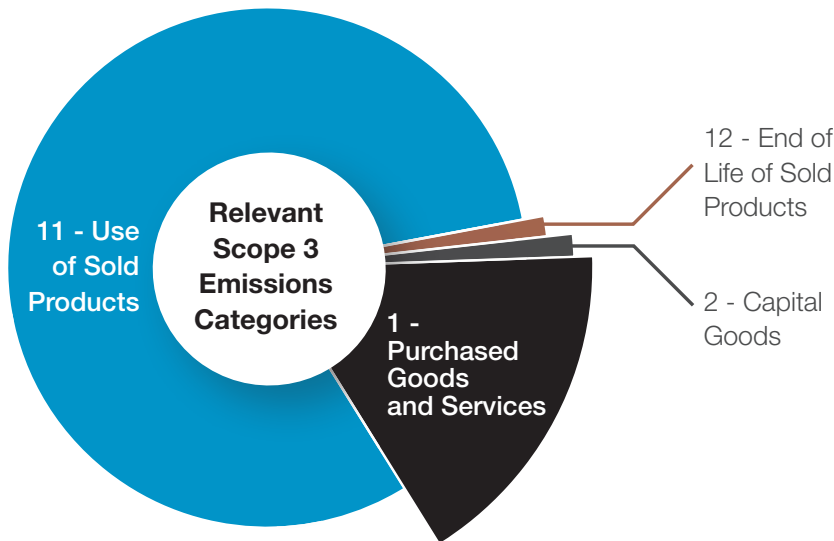 Relevant
Scope 3
Emissions
Categories
11 - Use
of Sold
Products
12 - End of
Life of Sold
Products
2 - Capital
Goods
1 -
Purchased
Goods
and Services